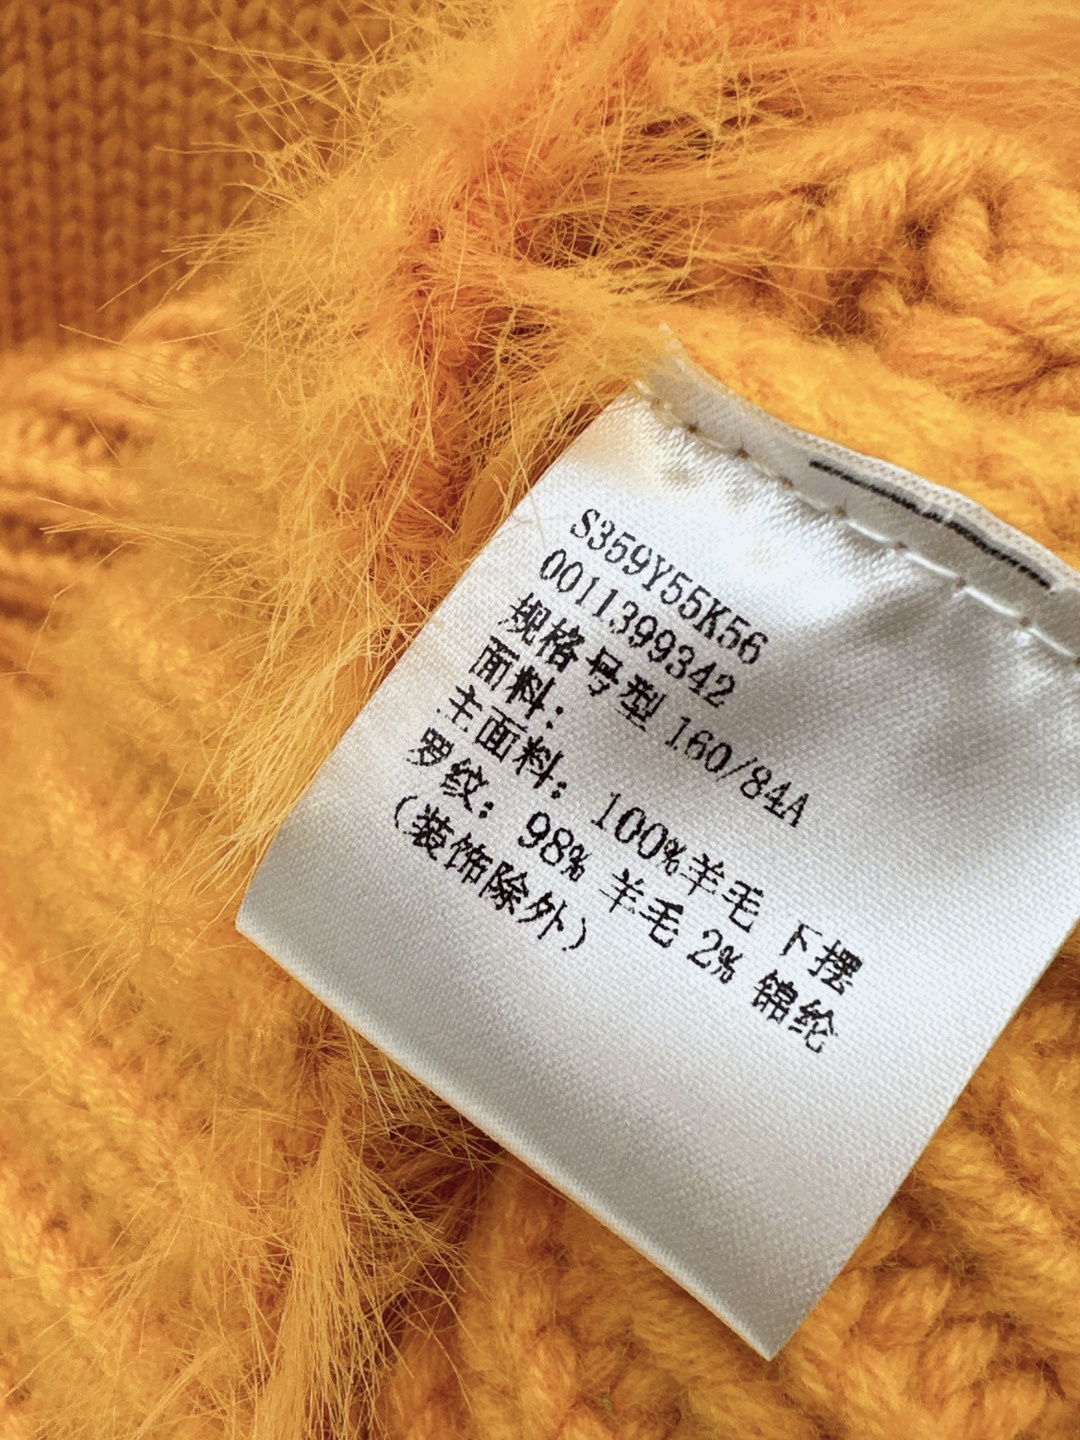 S359Y55K56
0011399342
规格号型 160/84A
面料：
主面料： 100%羊毛 下摆
罗纹： 98% 羊毛 2% 锦纶
（装饰除外）